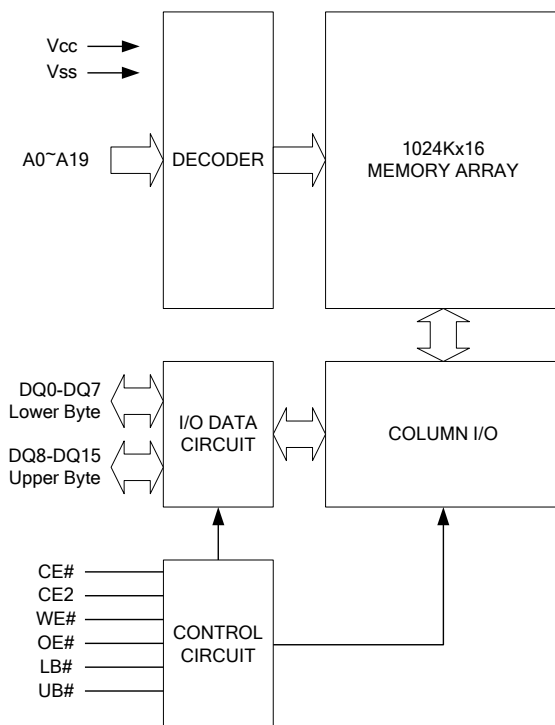 Vcc
Vss
A0~A19
DECODER
1024Kx16
MEMORY ARRAY
DQ0-DQ7
Lower Byte
DQ8-DQ15
Upper Byte
I/O DATA
CIRCUIT
COLUMN I/O
CE#
CE2
WE#
OE#
LB#
UB#
CONTROL
CIRCUIT